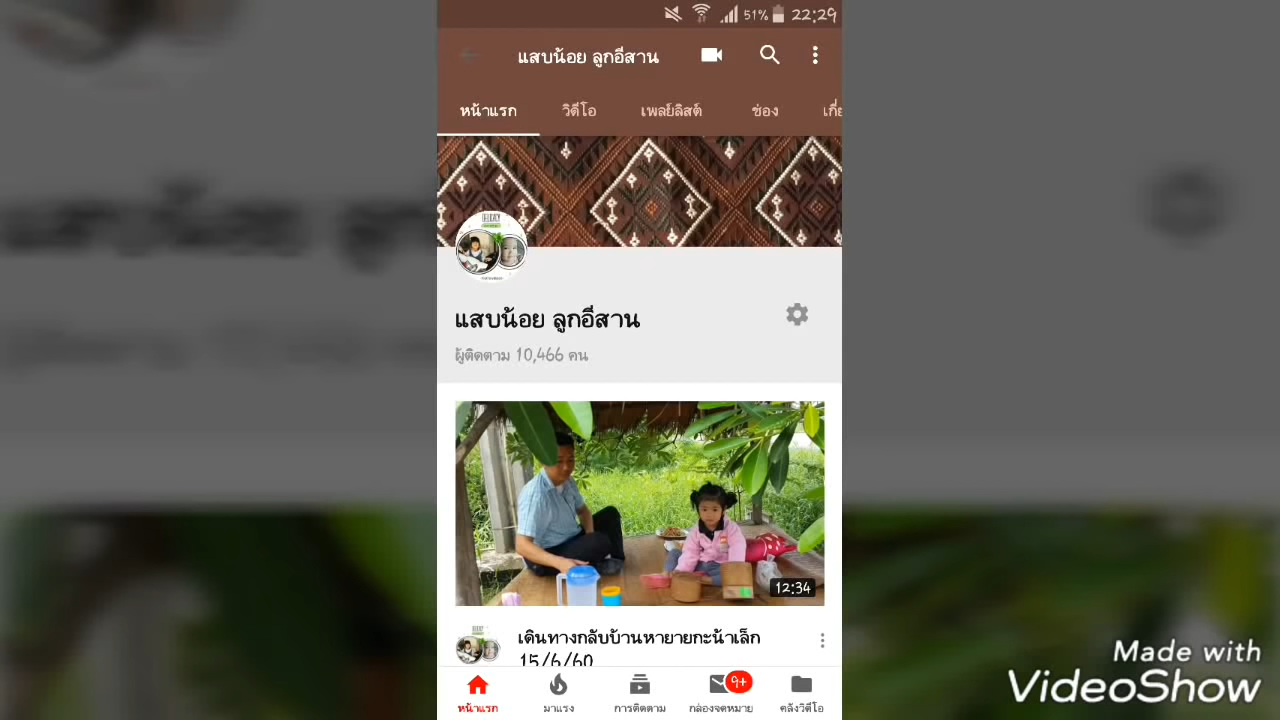 51% 22:29
แสบน้อย ลูกอีสาน
หน้าแรก วิดีโอ เพลย์ลิสต์ ช่อง
แสบน้อย ลูกอีสาน
ผู้ติดตาม 10,466 คน
12:34
เดินทางกลับบ้านหายายกะน้าเล็ก
15/6/60
9+
หน้าแรก มาแรง การติดตาม กล่องจดหมาย คลังวิดีโอ
Made with
VideoShow